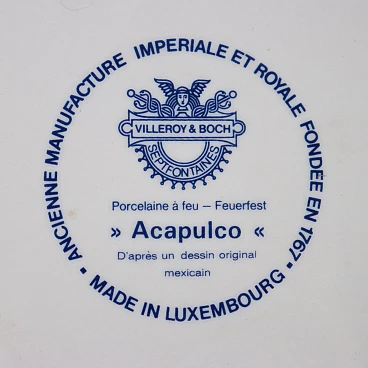 ANCIENNE MANUFACTURE IMPERIALE ET ROYALE FONDÉE EN 1767
VILLEROY & BOCH
SEPTFONTAINES
Porcelaine à feu – Feuerfest
» Acapulco «
D'après un dessin original
mexicain
• MADE IN LUXEMBOURG •